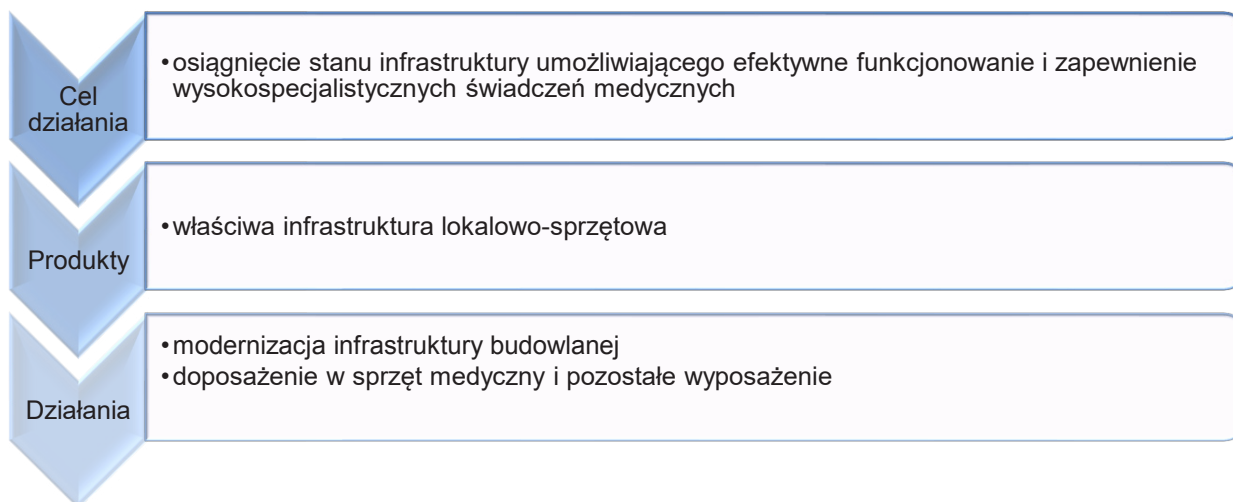 Cel
działania
•osiągnięcie stanu infrastruktury umożliwiającego efektywne funkcjonowanie i zapewnienie
wysokospecjalistycznych świadczeń medycznych
Produkty
•właściwa infrastruktura lokalowo-sprzętowa
Działania
•modernizacja infrastruktury budowlanej
•doposażenie w sprzęt medyczny i pozostałe wyposażenie